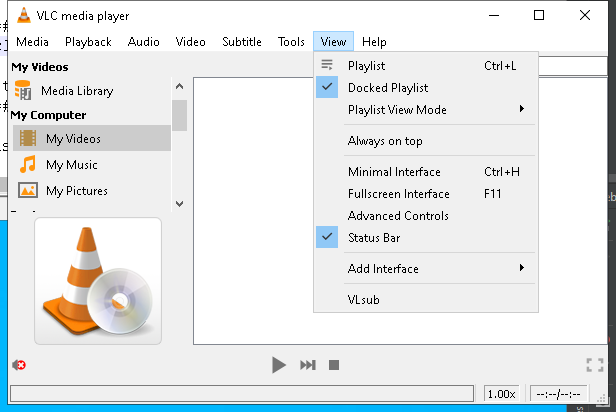 VLC media player
Media Playback Audio Video Subtitle Tools View Help
My Videos
Media Library
My Computer
My Videos
My Music
My Pictures
Playlist Ctrl+L
Docked Playlist
Playlist View Mode
Always on top
Minimal Interface Ctrl+H
Fullscreen Interface F11
Advanced Controls
Status Bar
Add Interface
VLsub
1.00x --:--/--:--